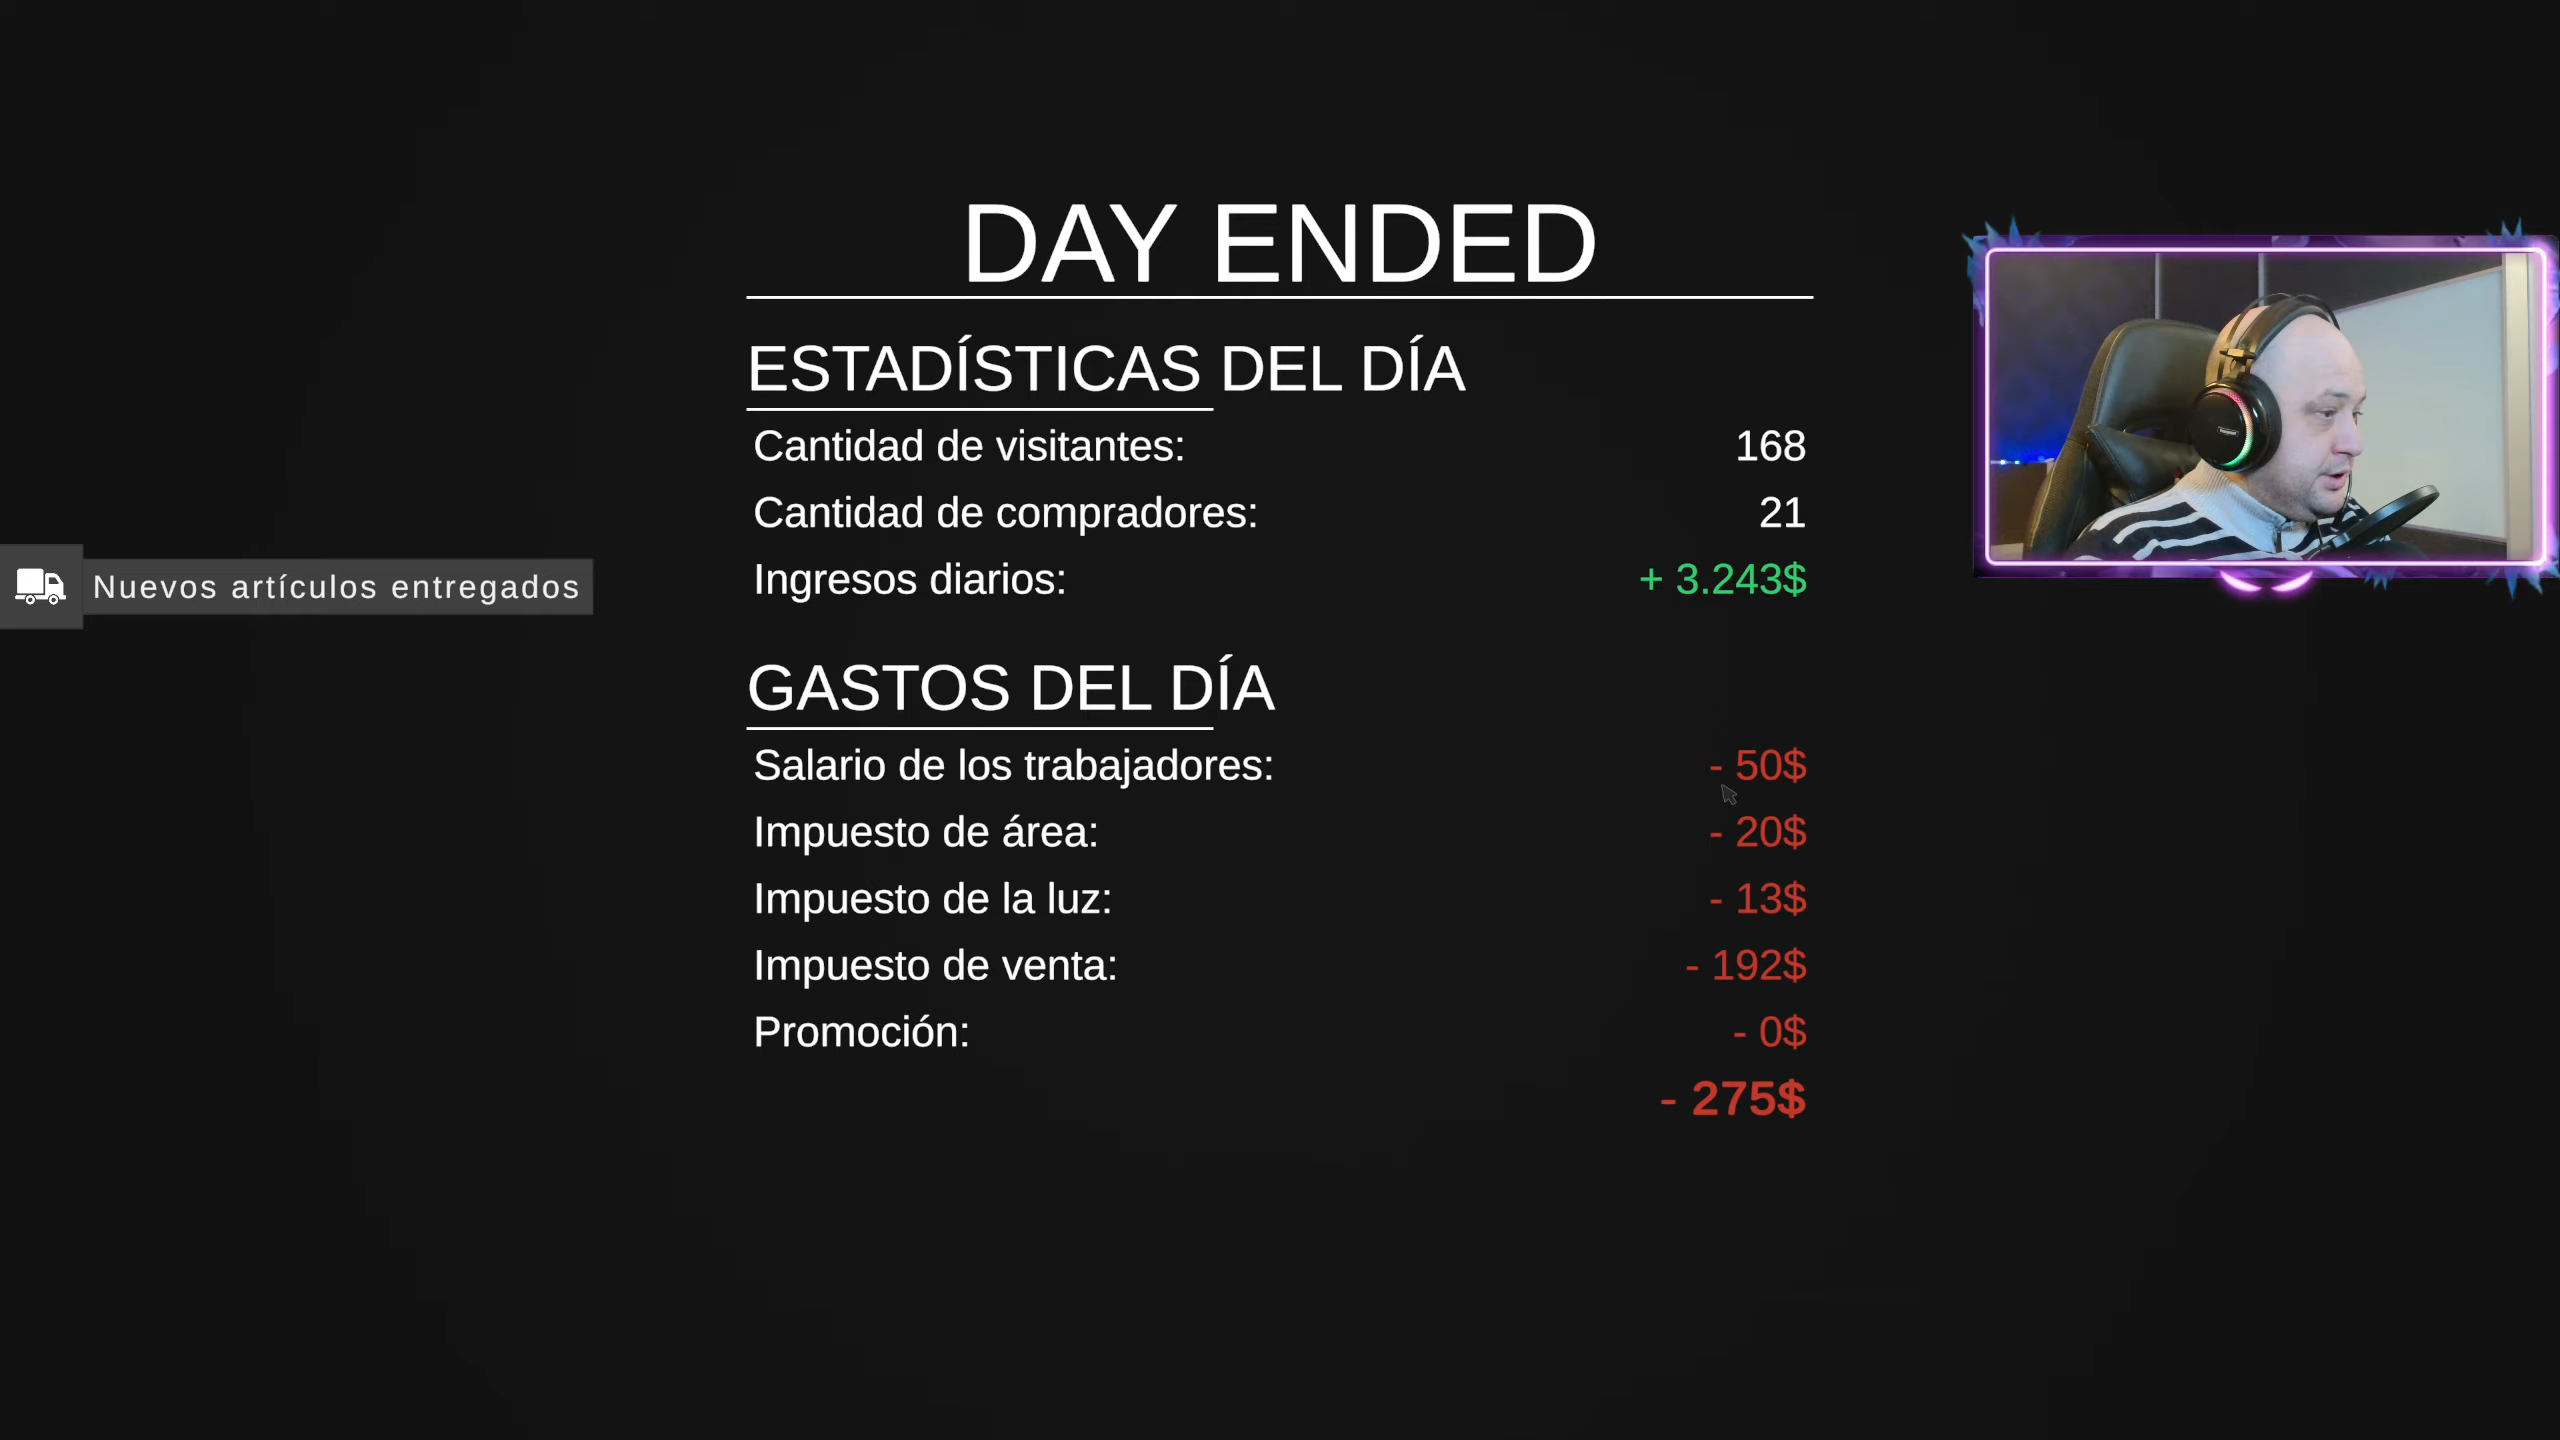 DAY ENDED
ESTADÍSTICAS DEL DÍA
Cantidad de visitantes: 168
Cantidad de compradores: 21
Ingresos diarios: + 3.243$
Nuevos artículos entregados
GASTOS DEL DÍA
Salario de los trabajadores: - 50$
Impuesto de área: - 20$
Impuesto de la luz: - 13$
Impuesto de venta: - 192$
Promoción: - 0$
- 275$